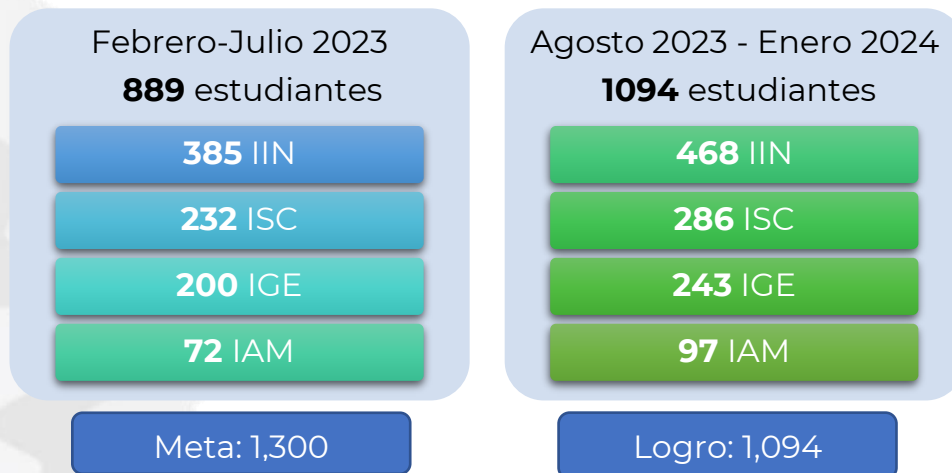 Febrero-Julio 2023
889 estudiantes
385 IIN
232 ISC
200 IGE
72 IAM
Meta: 1,300
Agosto 2023 - Enero 2024
1094 estudiantes
468 IIN
286 ISC
243 IGE
97 IAM
Logro: 1,094